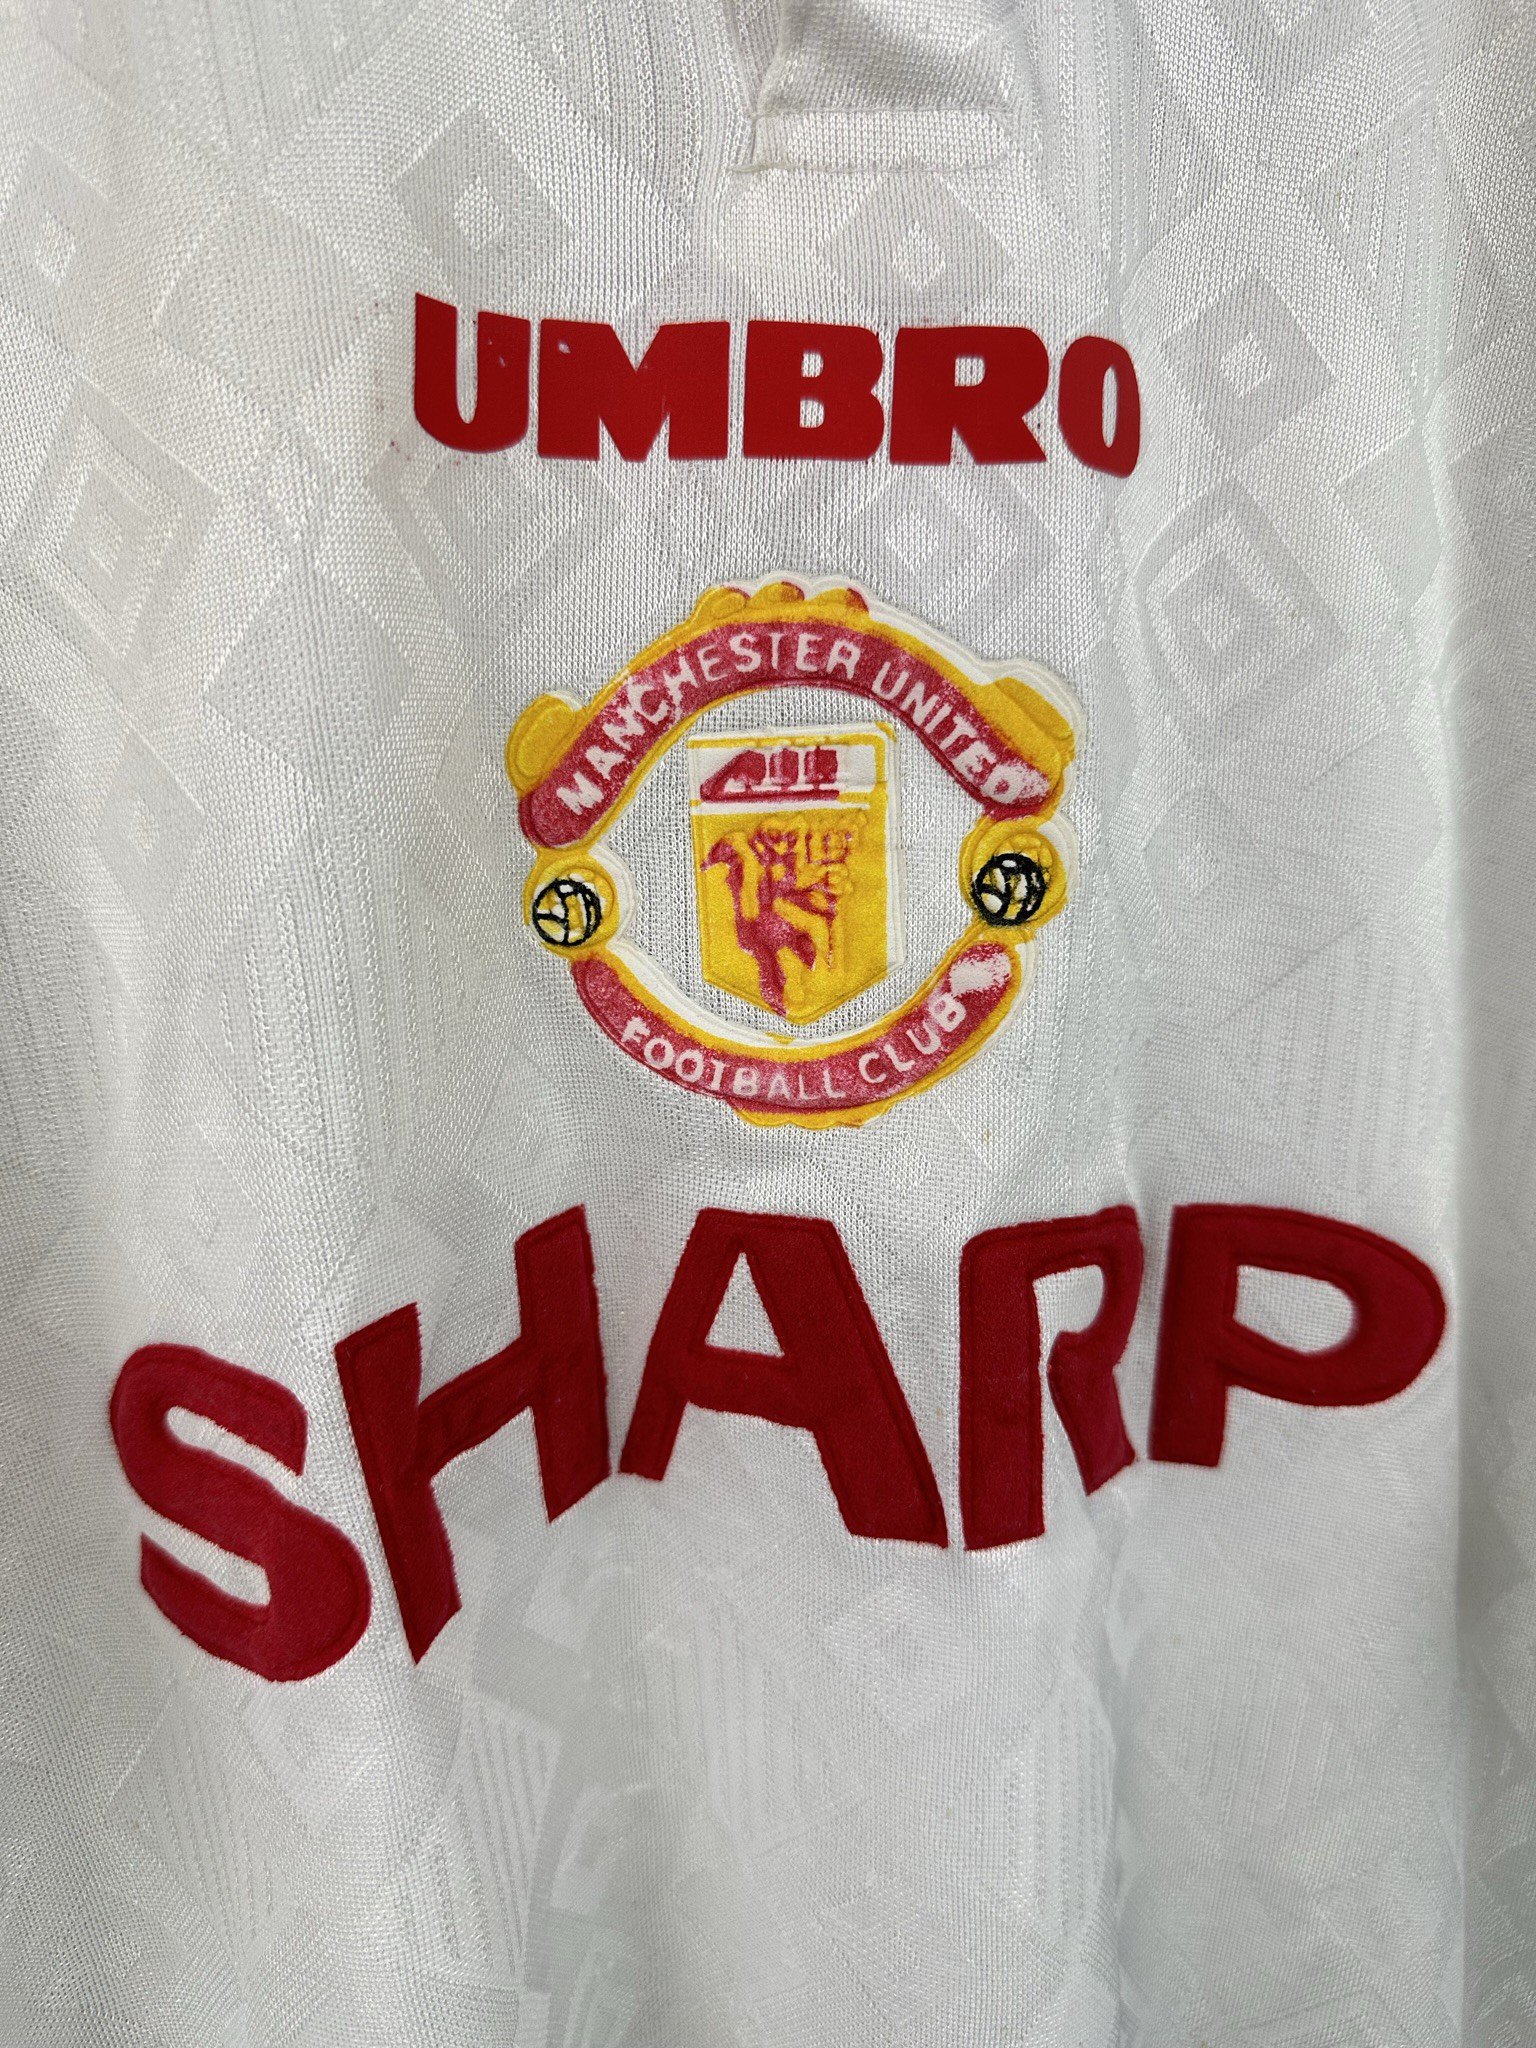 UMBRO
MANCHESTER UNITED
FOOTBALL CLUB
SHARP